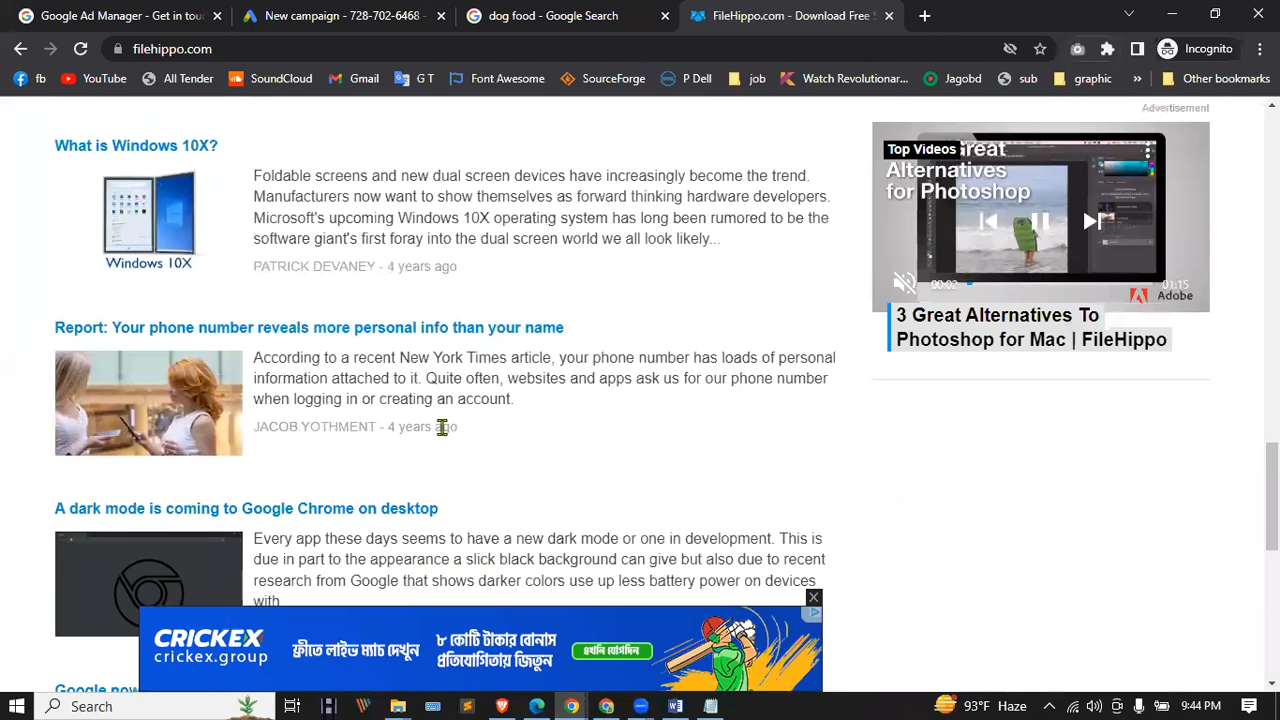 Google Ad Manager - Get in tour
New campaign - 728-702-6468 -
dog food - Google Search
FileHippo.com - Download Free S
filehippo.com
Incognito
fb
YouTube
All Tender
SoundCloud
Gmail
G T
Font Awesome
SourceForge
P Dell
job
Watch Revolutionar...
Jagobd
sub
graphic
»
Other bookmarks
Advertisement
What is Windows 10X?
Foldable screens and new dual screen devices have increasingly become the trend.
Manufacturers now want to show themselves as forward thinking hardware developers.
Microsoft's upcoming Windows 10X operating system has long been rumored to be the
software giant's first foray into the dual screen world we all look likely...
Windows 10X
PATRICK DEVANEY - 4 years ago
Top Videos
Great
Alternatives
for Photoshop
00:02
01:15
Adobe
3 Great Alternatives To
Photoshop for Mac | FileHippo
Report: Your phone number reveals more personal info than your name
According to a recent New York Times article, your phone number has loads of personal
information attached to it. Quite often, websites and apps ask us for our phone number
when logging in or creating an account.
JACOB YOTHMENT - 4 years ago
A dark mode is coming to Google Chrome on desktop
Every app these days seems to have a new dark mode or one in development. This is
due in part to the appearance a slick black background can give but also due to recent
research from Google that shows darker colors use up less battery power on devices
with
CRICKEX
crickex.group
ফ্রীতে লাইভ ম্যাচ দেখুন
৮ কোটি টাকার বোনাস
প্রতিযোগিতায় জিতুন
এখনি যোগদিন
Google now
Search
93°F Haze
9:44 PM